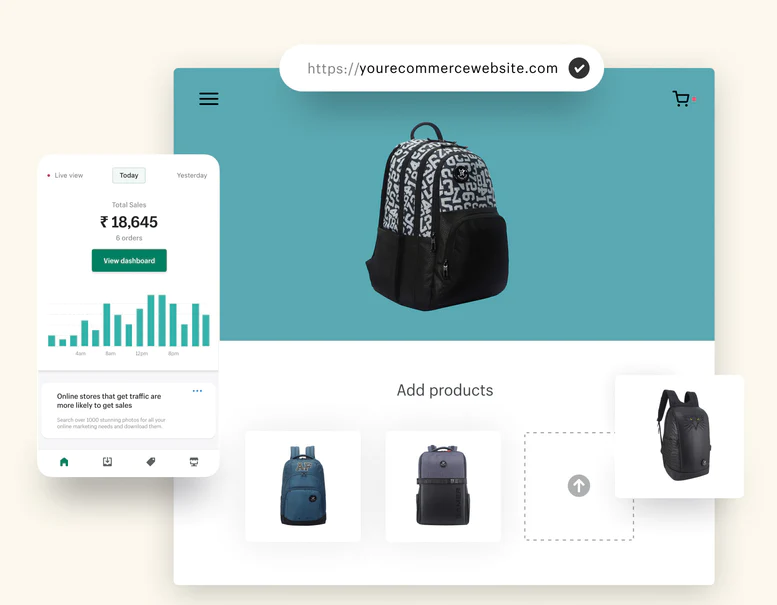 https://yourecommercewebsite.com
Live view
Today
Yesterday
Total Sales
₹ 18,645
6 orders
View dashboard
4am
8am
12pm
8pm
Online stores that get traffic are
more likely to get sales
Search over 1000 stunning photos for all your
online marketing needs and download them.
Add products